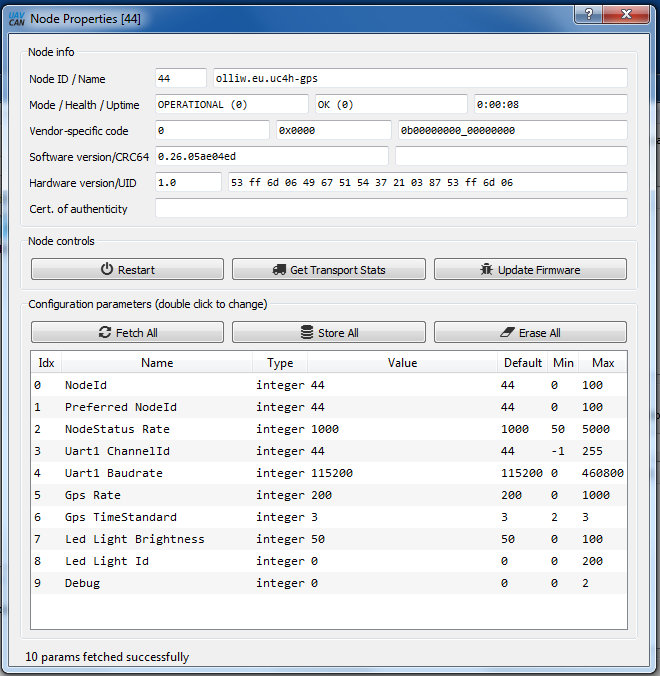 UAV
CAN
Node Properties [44]
?
Node info
Node ID / Name 44 olliw.eu.uc4h-gps
Mode / Health / Uptime OPERATIONAL (0) OK (0) 0:00:08
Vendor-specific code 0 0x0000 0b00000000_00000000
Software version/CRC64 0.26.05ae04ed
Hardware version/UID 1.0 53 ff 6d 06 49 67 51 54 37 21 03 87 53 ff 6d 06
Cert. of authenticity
Node controls
Restart Get Transport Stats Update Firmware
Configuration parameters (double click to change)
Fetch All Store All Erase All
Idx Name Type Value Default Min Max
0 NodeId integer 44 44 0 100
1 Preferred NodeId integer 44 44 0 100
2 NodeStatus Rate integer 1000 1000 50 5000
3 Uart1 ChannelId integer 44 44 -1 255
4 Uart1 Baudrate integer 115200 115200 0 460800
5 Gps Rate integer 200 200 0 1000
6 Gps TimeStandard integer 3 3 2 3
7 Led Light Brightness integer 50 50 0 100
8 Led Light Id integer 0 0 0 200
9 Debug integer 0 0 0 2
10 params fetched successfully